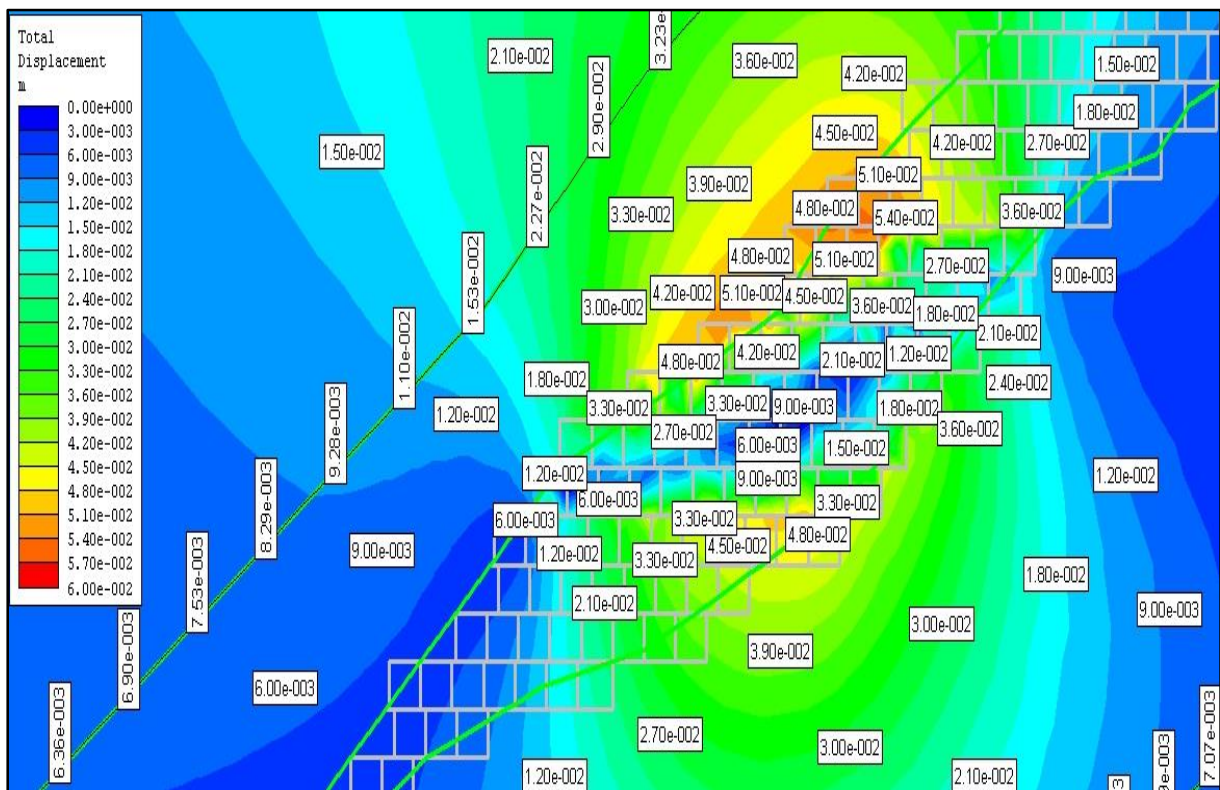 Total
Displacement
m
0.00e+000
3.00e-003
6.00e-003
9.00e-003
1.20e-002
1.50e-002
1.80e-002
2.10e-002
2.40e-002
2.70e-002
3.00e-002
3.30e-002
3.60e-002
3.90e-002
4.20e-002
4.50e-002
4.80e-002
5.10e-002
5.40e-002
5.70e-002
6.00e-002
6.36e-003
6.90e-003
7.53e-003
8.29e-003
9.28e-003
1.10e-002
1.53e-002
2.27e-002
2.90e-002
3.23e
2.10e-002
3.60e-002
4.20e-002
1.50e-002
1.80e-002
1.50e-002
4.50e-002
4.20e-002
2.70e-002
5.10e-002
3.90e-002
3.30e-002
4.80e-002
5.40e-002
3.60e-002
4.80e-002
5.10e-002
2.70e-002
9.00e-003
3.00e-002
4.20e-002
5.10e-002
4.50e-002
3.60e-002
1.80e-002
2.10e-002
4.80e-002
4.20e-002
2.10e-002
1.20e-002
1.80e-002
2.40e-002
1.20e-002
3.30e-002
3.30e-002
9.00e-003
1.80e-002
3.60e-002
2.70e-002
6.00e-003
1.50e-002
1.20e-002
9.00e-003
1.20e-002
6.00e-003
3.30e-002
6.00e-003
3.30e-002
4.80e-002
9.00e-003
1.20e-002
3.30e-002
4.50e-002
1.80e-002
2.10e-002
3.00e-002
9.00e-003
3.90e-002
6.00e-003
2.70e-002
3.00e-002
1.20e-002
2.10e-002
7.07e-003